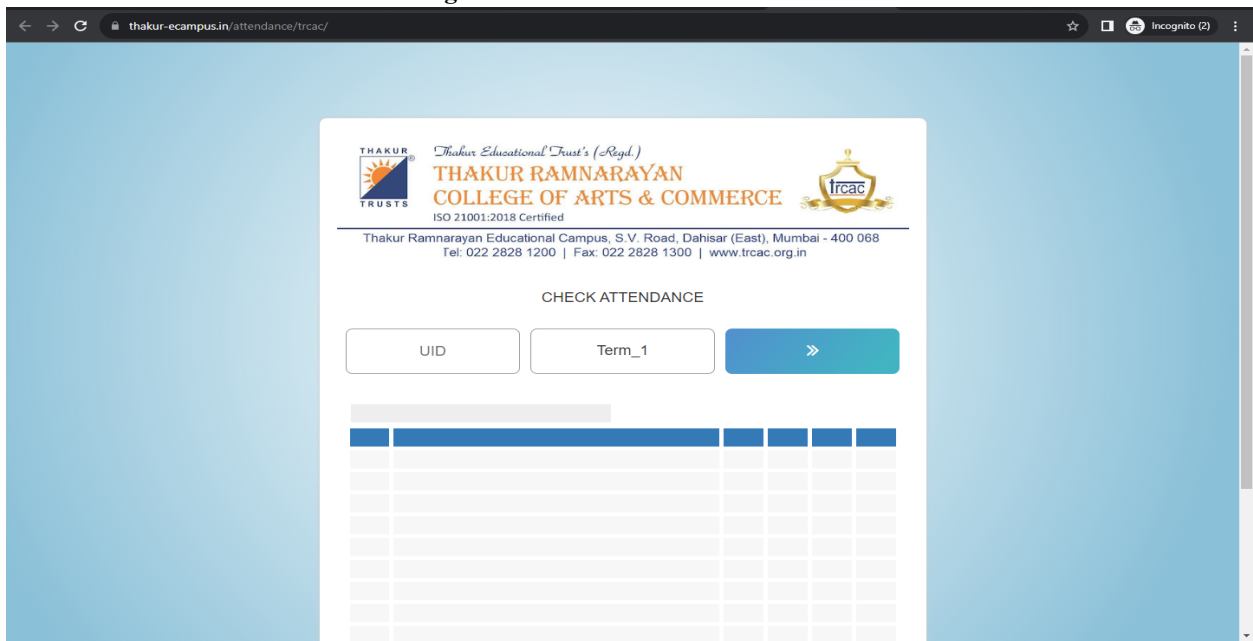 thakur-ecampus.in/attendance/trcac/
Incognito (2)
THAKUR
TRUSTS
Thakur Educational Trust's (Regd.)
THAKUR RAMNARAYAN
COLLEGE OF ARTS & COMMERCE
ISO 21001:2018 Certified
trcac
Thakur Ramnarayan Educational Campus, S.V. Road, Dahisar (East), Mumbai - 400 068
Tel: 022 2828 1200 | Fax: 022 2828 1300 | www.trcac.org.in
CHECK ATTENDANCE
UID
Term_1